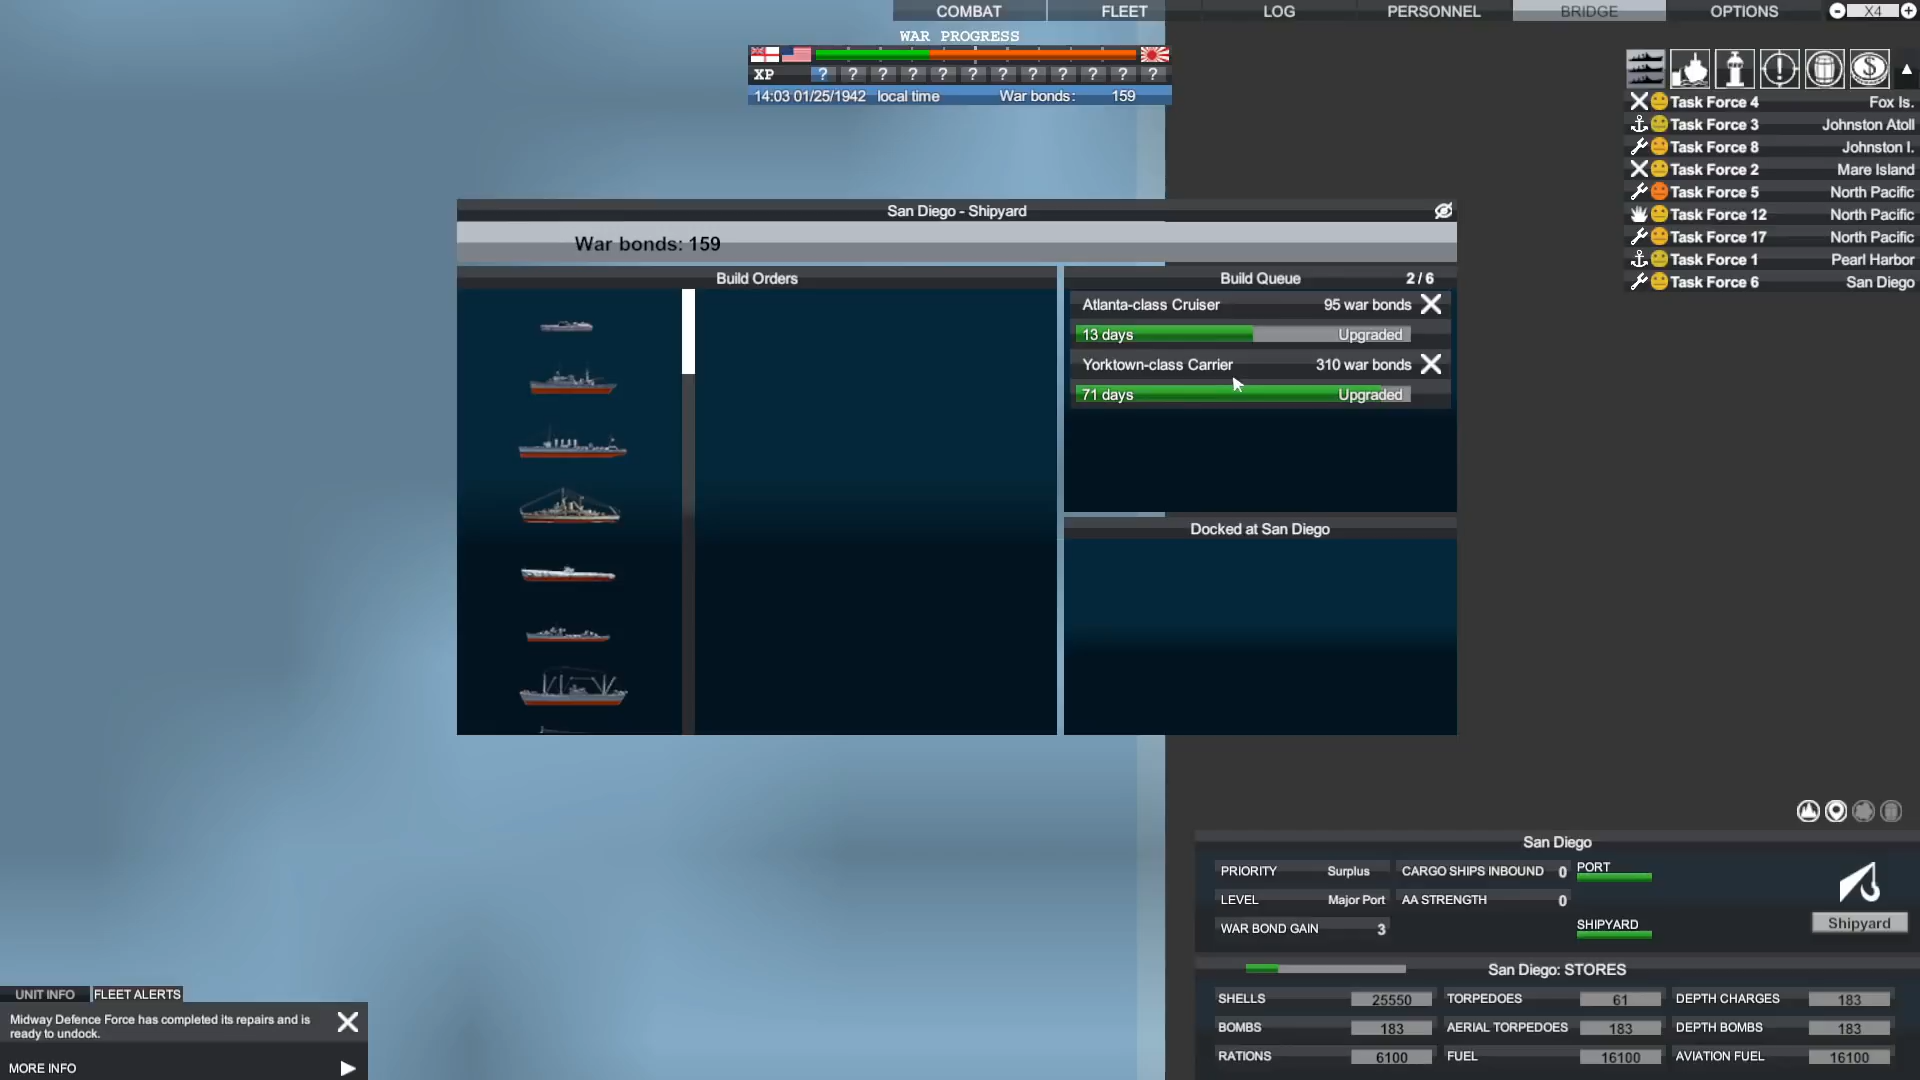 COMBAT FLEET LOG PERSONNEL BRIDGE OPTIONS X4
WAR PROGRESS
XP ? ? ? ? ? ? ? ? ? ? ? ?
14:03 01/25/1942 local time War bonds: 159
Task Force 4 Fox Is.
Task Force 3 Johnston Atoll
Task Force 8 Johnston I.
Task Force 2 Mare Island
Task Force 5 North Pacific
Task Force 12 North Pacific
Task Force 17 North Pacific
Task Force 1 Pearl Harbor
Task Force 6 San Diego
San Diego - Shipyard
War bonds: 159
Build Orders
Build Queue 2 / 6
Atlanta-class Cruiser 95 war bonds
13 days Upgraded
Yorktown-class Carrier 310 war bonds
71 days Upgraded
Docked at San Diego
San Diego
PRIORITY Surplus CARGO SHIPS INBOUND 0 PORT
LEVEL Major Port AA STRENGTH 0
WAR BOND GAIN 3 SHIPYARD
Shipyard
San Diego: STORES
SHELLS 25550 TORPEDOES 61 DEPTH CHARGES 183
BOMBS 183 AERIAL TORPEDOES 183 DEPTH BOMBS 183
RATIONS 6100 FUEL 16100 AVIATION FUEL 16100
UNIT INFO FLEET ALERTS
Midway Defence Force has completed its repairs and is
ready to undock.
MORE INFO